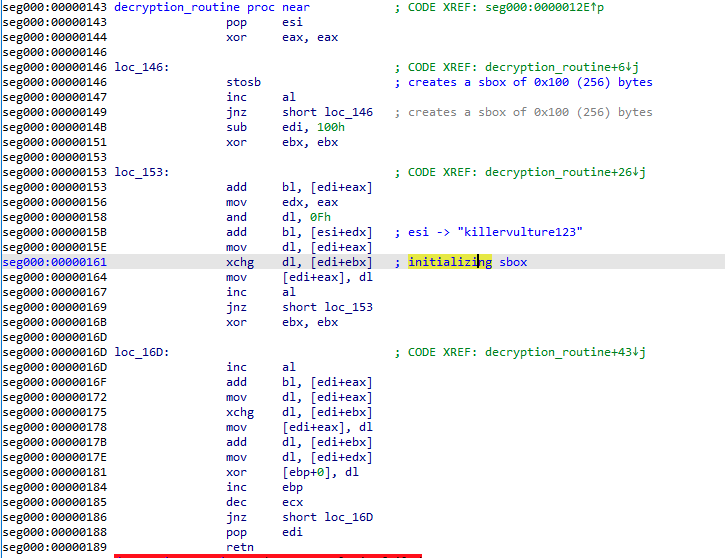 seg000:00000143 decryption_routine proc near ; CODE XREF: seg000:0000012E↑p
seg000:00000143 pop esi
seg000:00000144 xor eax, eax
seg000:00000146
seg000:00000146 loc_146: ; CODE XREF: decryption_routine+6↓j
seg000:00000146 stosb ; creates a sbox of 0x100 (256) bytes
seg000:00000147 inc al
seg000:00000149 jnz short loc_146 ; creates a sbox of 0x100 (256) bytes
seg000:0000014B sub edi, 100h
seg000:00000151 xor ebx, ebx
seg000:00000153
seg000:00000153 loc_153: ; CODE XREF: decryption_routine+26↓j
seg000:00000153 add bl, [edi+eax]
seg000:00000156 mov edx, eax
seg000:00000158 and dl, 0Fh
seg000:0000015B add bl, [esi+edx] ; esi -> "killervulture123"
seg000:0000015E mov dl, [edi+eax]
seg000:00000161 xchg dl, [edi+ebx] ; initializing sbox
seg000:00000164 mov [edi+eax], dl
seg000:00000167 inc al
seg000:00000169 jnz short loc_153
seg000:0000016B xor ebx, ebx
seg000:0000016D
seg000:0000016D loc_16D: ; CODE XREF: decryption_routine+43↓j
seg000:0000016D inc al
seg000:0000016F add bl, [edi+eax]
seg000:00000172 mov dl, [edi+eax]
seg000:00000175 xchg dl, [edi+ebx]
seg000:00000178 mov [edi+eax], dl
seg000:0000017B add dl, [edi+ebx]
seg000:0000017E mov dl, [edi+edx]
seg000:00000181 xor [ebp+0], dl
seg000:00000184 inc ebp
seg000:00000185 dec ecx
seg000:00000186 jnz short loc_16D
seg000:00000188 pop edi
seg000:00000189 retn